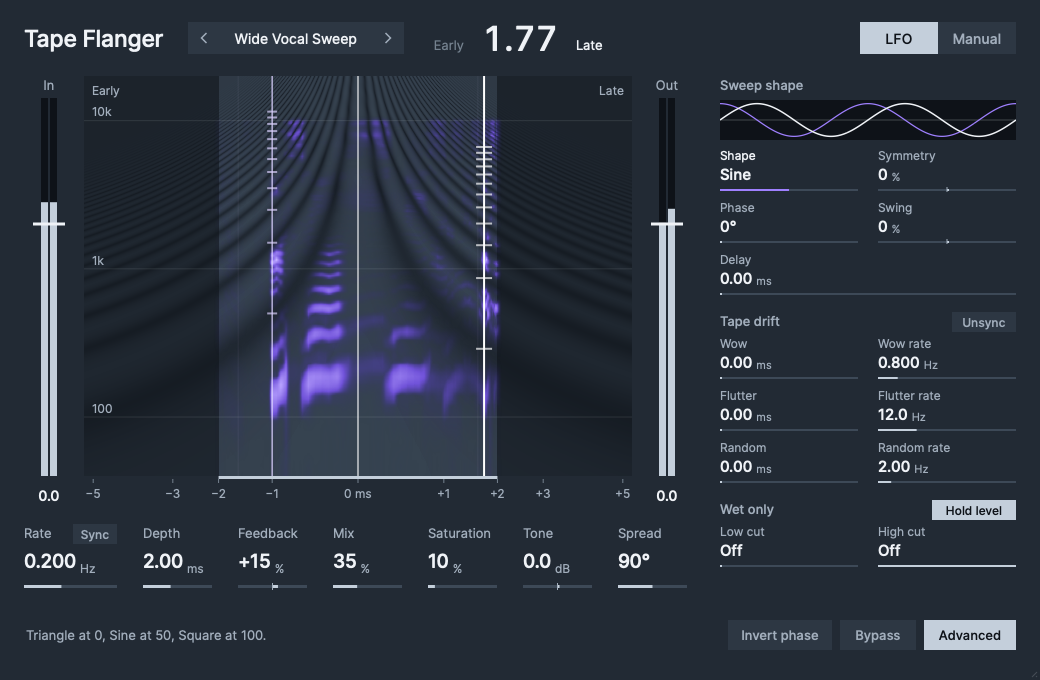 Tape Flanger
Wide Vocal Sweep
Early 1.77 Late
LFO Manual
In
Early Late
10k
1k
100
0.0
−5 −3 −2 −1 0 ms +1 +2 +3 +5
Out
0.0
Sweep shape
Shape Symmetry
Sine 0 %
Phase Swing
0° 0 %
Delay
0.00 ms
Tape drift Unsync
Wow Wow rate
0.00 ms 0.800 Hz
Flutter Flutter rate
0.00 ms 12.0 Hz
Random Random rate
0.00 ms 2.00 Hz
Wet only Hold level
Low cut High cut
Off Off
Rate Sync Depth Feedback Mix Saturation Tone Spread
0.200 Hz 2.00 ms +15 % 35 % 10 % 0.0 dB 90°
Triangle at 0, Sine at 50, Square at 100.
Invert phase Bypass Advanced